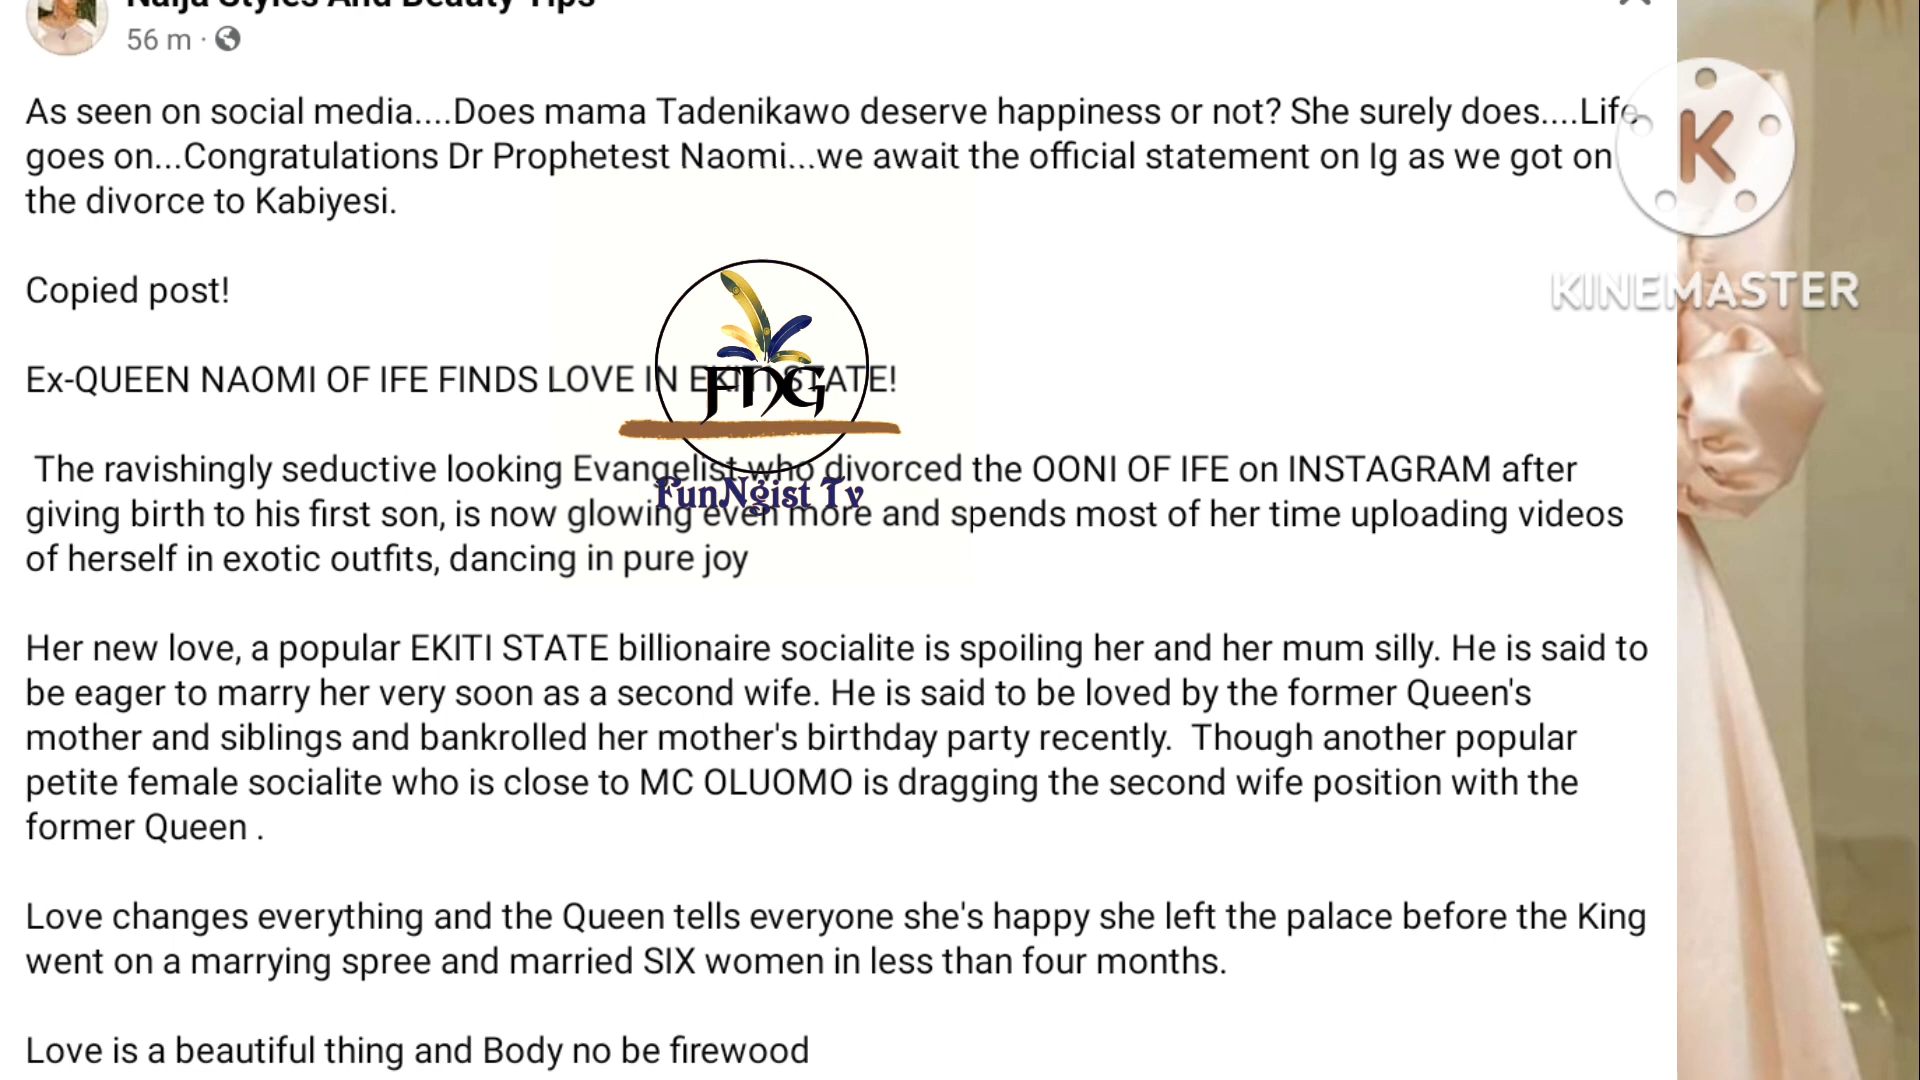 Naija Styles And Beauty Tips
56 m ·
As seen on social media....Does mama Tadenikawo deserve happiness or not? She surely does....Life
goes on...Congratulations Dr Prophetest Naomi...we await the official statement on Ig as we got on
the divorce to Kabiyesi.
K
KINEMASTER
Copied post!
Ex-QUEEN NAOMI OF IFE FINDS LOVE IN EKITI STATE!
FNG
The ravishingly seductive looking Evangelist who divorced the OONI OF IFE on INSTAGRAM after
FunNgist Tv
giving birth to his first son, is now glowing even more and spends most of her time uploading videos
of herself in exotic outfits, dancing in pure joy
Her new love, a popular EKITI STATE billionaire socialite is spoiling her and her mum silly. He is said to
be eager to marry her very soon as a second wife. He is said to be loved by the former Queen's
mother and siblings and bankrolled her mother's birthday party recently.  Though another popular
petite female socialite who is close to MC OLUOMO is dragging the second wife position with the
former Queen .
Love changes everything and the Queen tells everyone she's happy she left the palace before the King
went on a marrying spree and married SIX women in less than four months.
Love is a beautiful thing and Body no be firewood